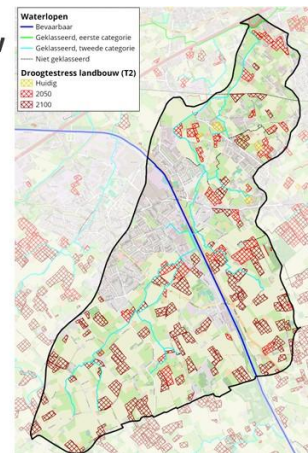 Waterlopen
Bevaarbaar
Geklasseerd, eerste categorie
Geklasseerd, tweede categorie
Niet geklasseerd
Droogtestress landbouw (T2)
Huidig
2050
2100